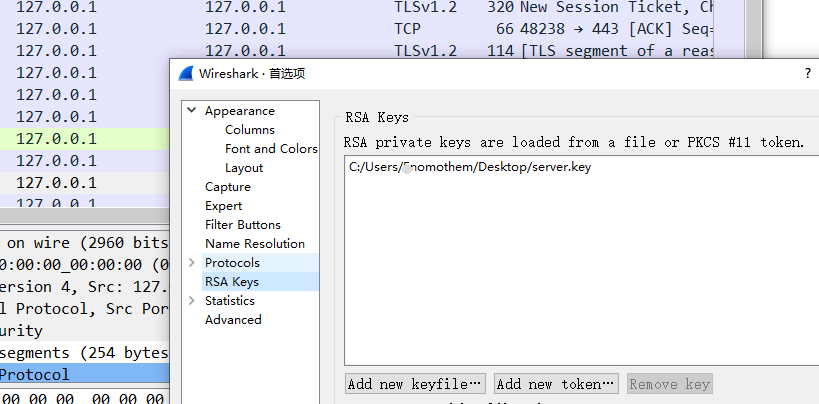 127.0.0.1 127.0.0.1 TLSv1.2 320 New Session Ticket, Ch
127.0.0.1 127.0.0.1 TCP 66 48238 → 443 [ACK] Seq=
127.0.0.1 127.0.0.1 TLSv1.2 114 [TLS segment of a reas
127.0.0.1
127.0.0.1
127.0.0.1
127.0.0.1
127.0.0.1
127.0.0.1
127.0.0.1
Wireshark · 首选项
?
Appearance
Columns
Font and Colors
Layout
Capture
Expert
Filter Buttons
Name Resolution
Protocols
RSA Keys
Statistics
Advanced
RSA Keys
RSA private keys are loaded from a file or PKCS #11 token.
C:/Users/Enomothem/Desktop/server.key
Add new keyfile… Add new token… Remove key
on wire (2960 bits
0:00:00_00:00:00 (0
ersion 4, Src: 127.
l Protocol, Src Por
urity
segments (254 bytes
Protocol
00 00 00 00 00 00